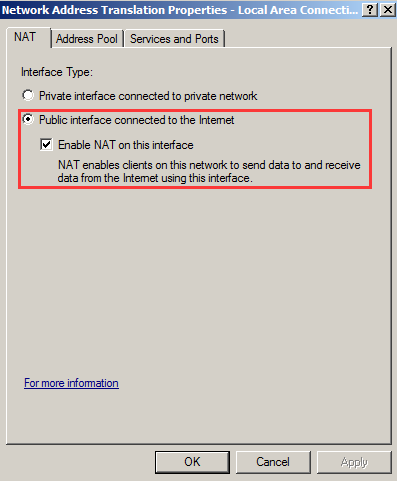 Network Address Translation Properties - Local Area Connecti...
NAT
Address Pool
Services and Ports
Interface Type:
Private interface connected to private network
Public interface connected to the Internet
Enable NAT on this interface
NAT enables clients on this network to send data to and receive
data from the Internet using this interface.
For more information
OK
Cancel
Apply